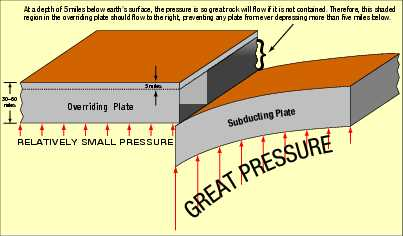 At a depth of 5 miles below earth's surface, the pressure is so great rock will flow if it is not contained. Therefore, this shaded
region in the overriding plate should flow to the right, preventing any plate from ever depressing more than five miles below.
5 miles
30-60
miles
Overriding Plate
Subducting Plate
RELATIVELY SMALL PRESSURE
GREAT PRESSURE